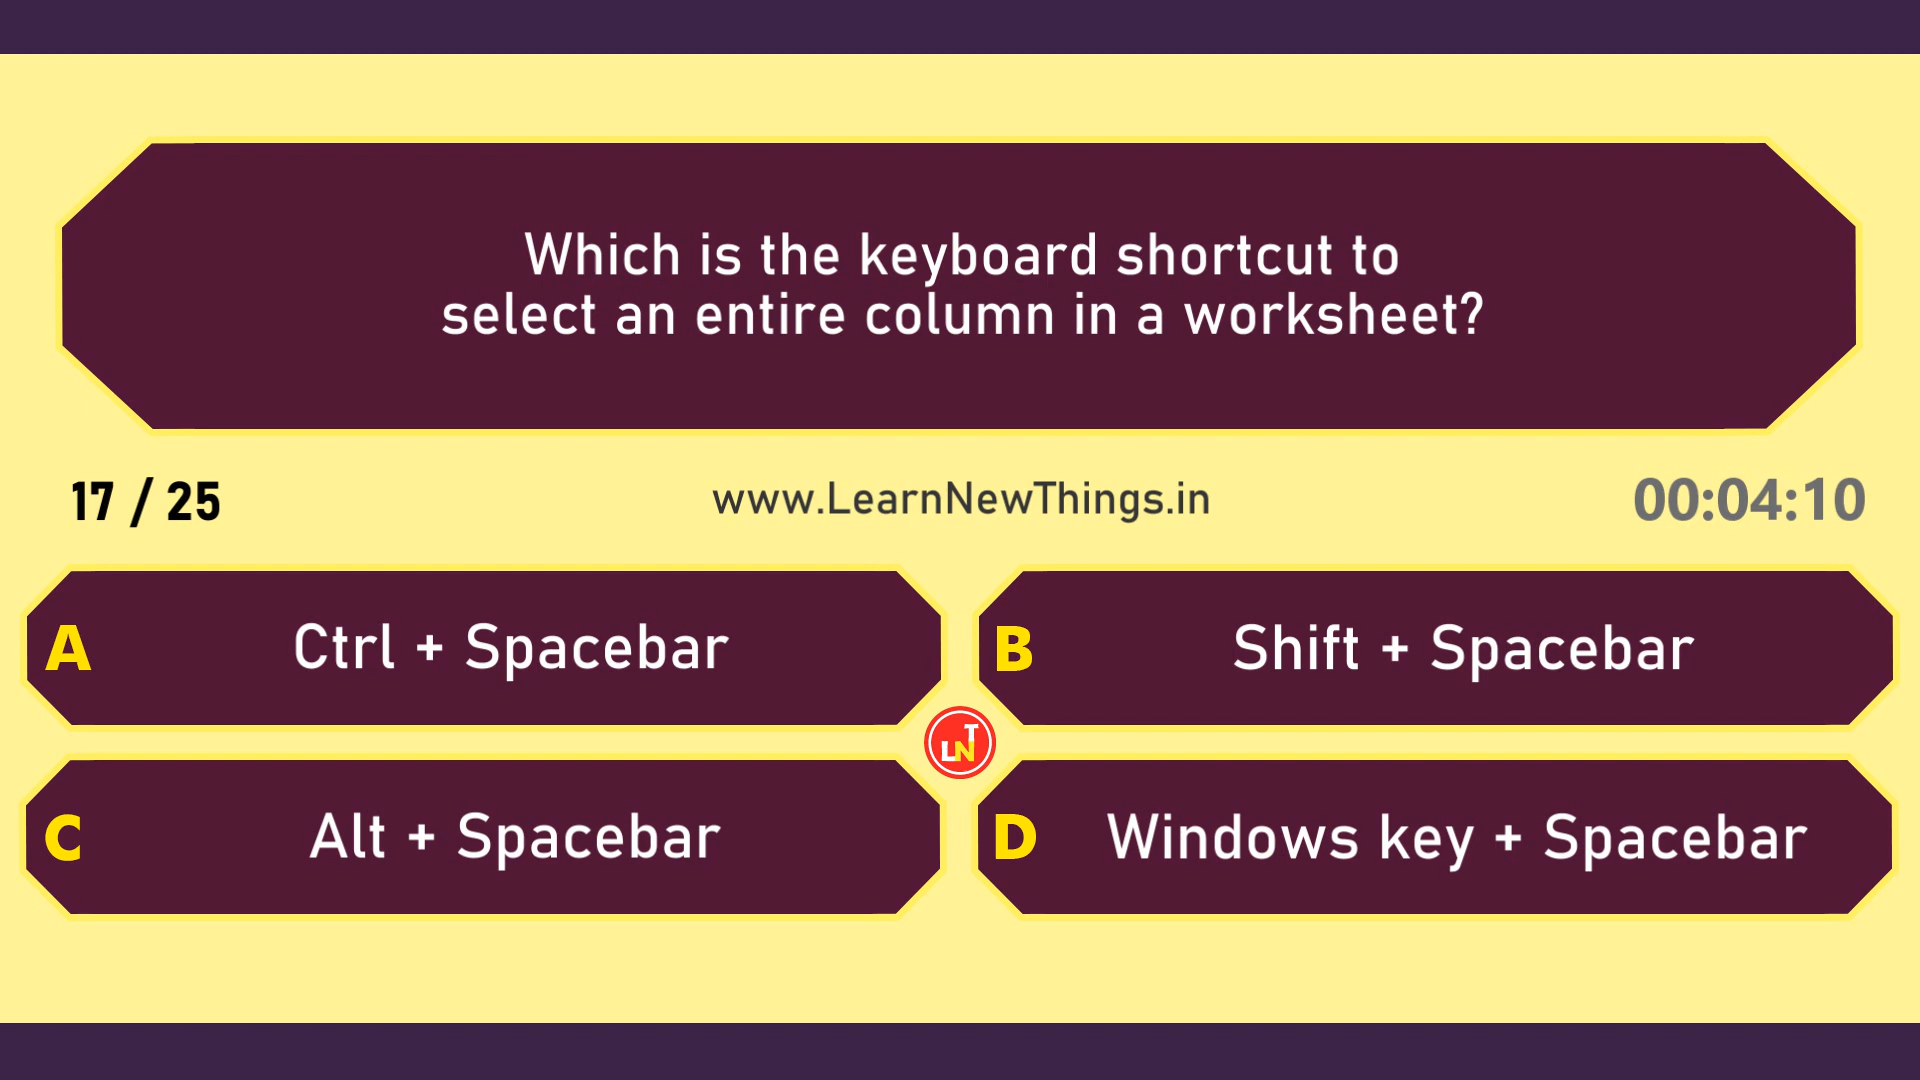 Which is the keyboard shortcut to
select an entire column in a worksheet?
17 / 25
www.LearnNewThings.in
00:04:10
A Ctrl + Spacebar
B Shift + Spacebar
LNT
C Alt + Spacebar
D Windows key + Spacebar